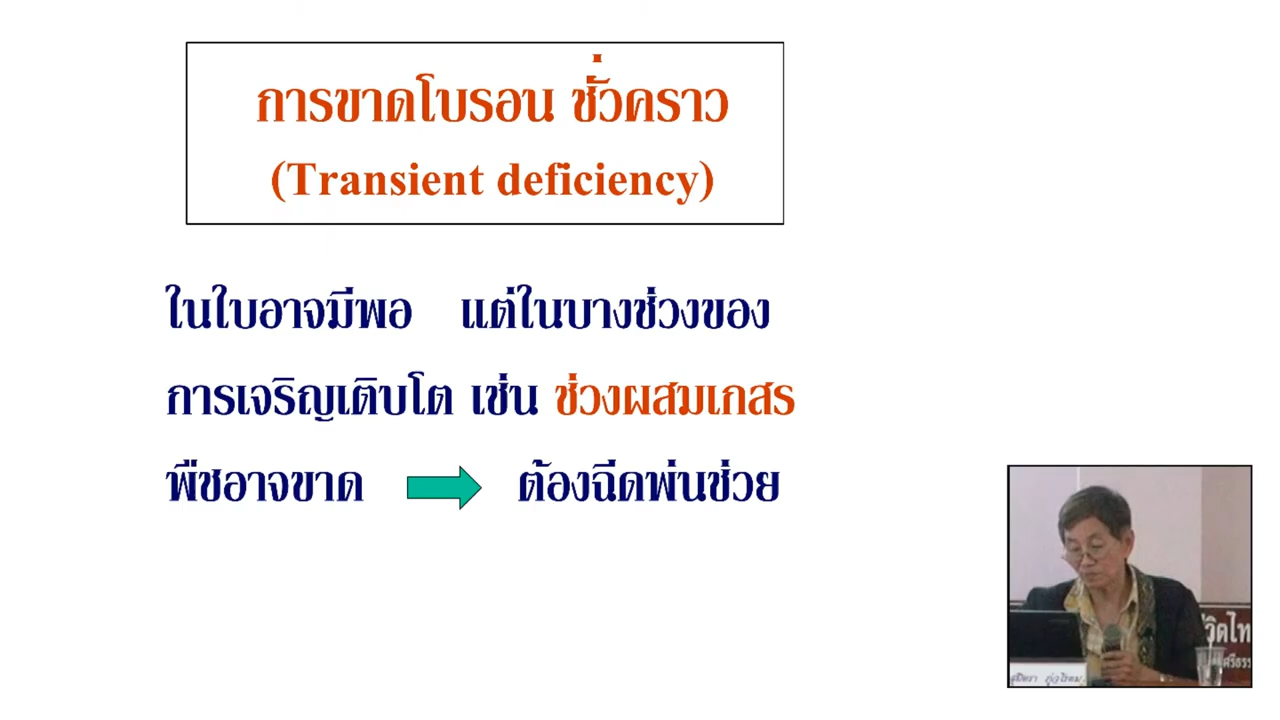 การขาดโบรอน ชั่วคราว
(Transient deficiency)
ในใบอาจมีพอ แต่ในบางช่วงของ
การเจริญเติบโต เช่น ช่วงผสมเกสร
พืชอาจขาด ต้องฉีดพ่นช่วย